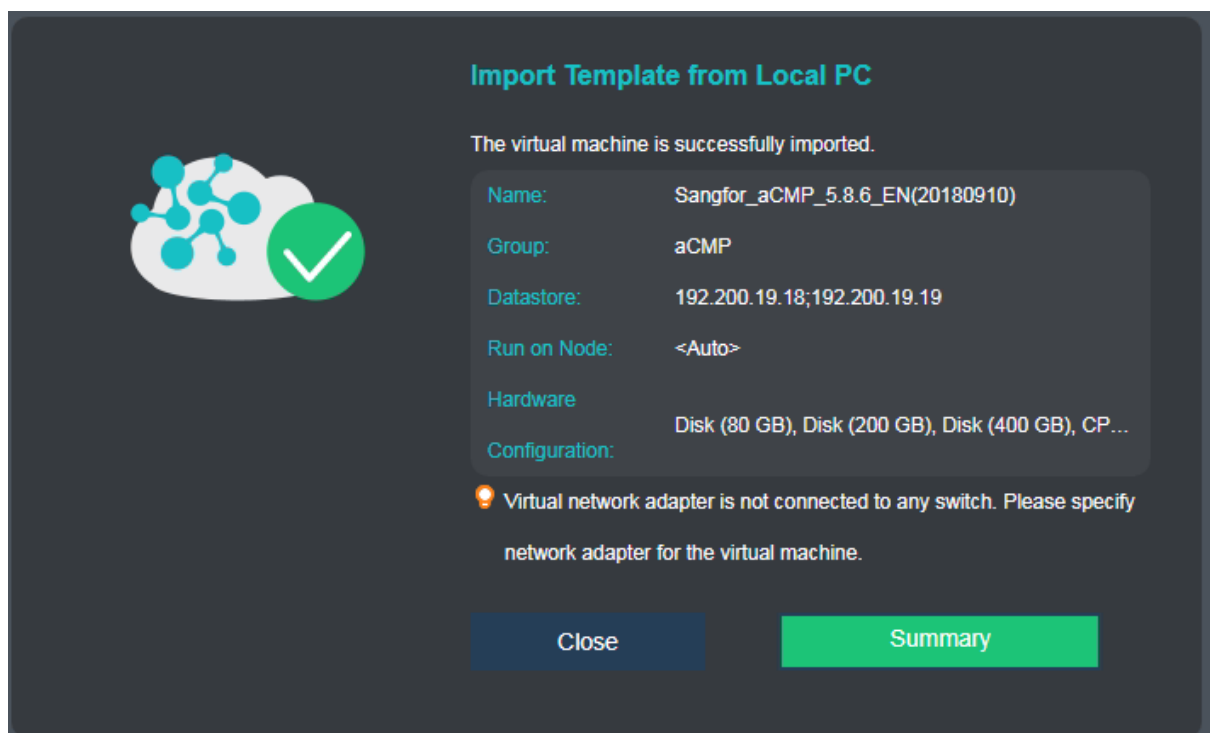 Import Template from Local PC
The virtual machine is successfully imported.
Name: Sangfor_aCMP_5.8.6_EN(20180910)
Group: aCMP
Datastore: 192.200.19.18;192.200.19.19
Run on Node: <Auto>
Hardware
Configuration: Disk (80 GB), Disk (200 GB), Disk (400 GB), CP...
Virtual network adapter is not connected to any switch. Please specify
network adapter for the virtual machine.
Close Summary